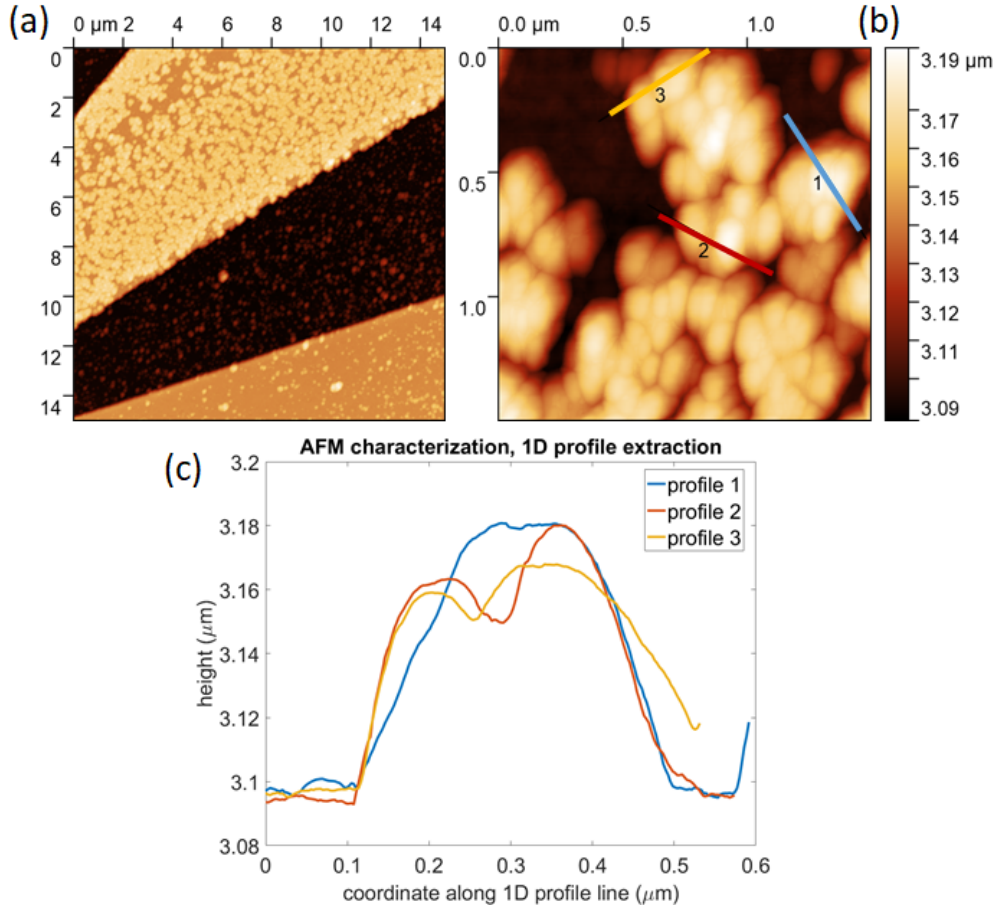 (a)
0 μm 2 4 6 8 10 12 14
0
2
4
6
8
10
12
14
0.0 μm 0.5 1.0
(b)
0.0
0.5
1.0
3
1
2
3.19 μm
3.17
3.16
3.15
3.14
3.13
3.12
3.11
3.09
AFM characterization, 1D profile extraction
(c)
3.2
3.18
3.16
3.14
3.12
3.1
3.08
height (μm)
profile 1
profile 2
profile 3
0 0.1 0.2 0.3 0.4 0.5 0.6
coordinate along 1D profile line (μm)